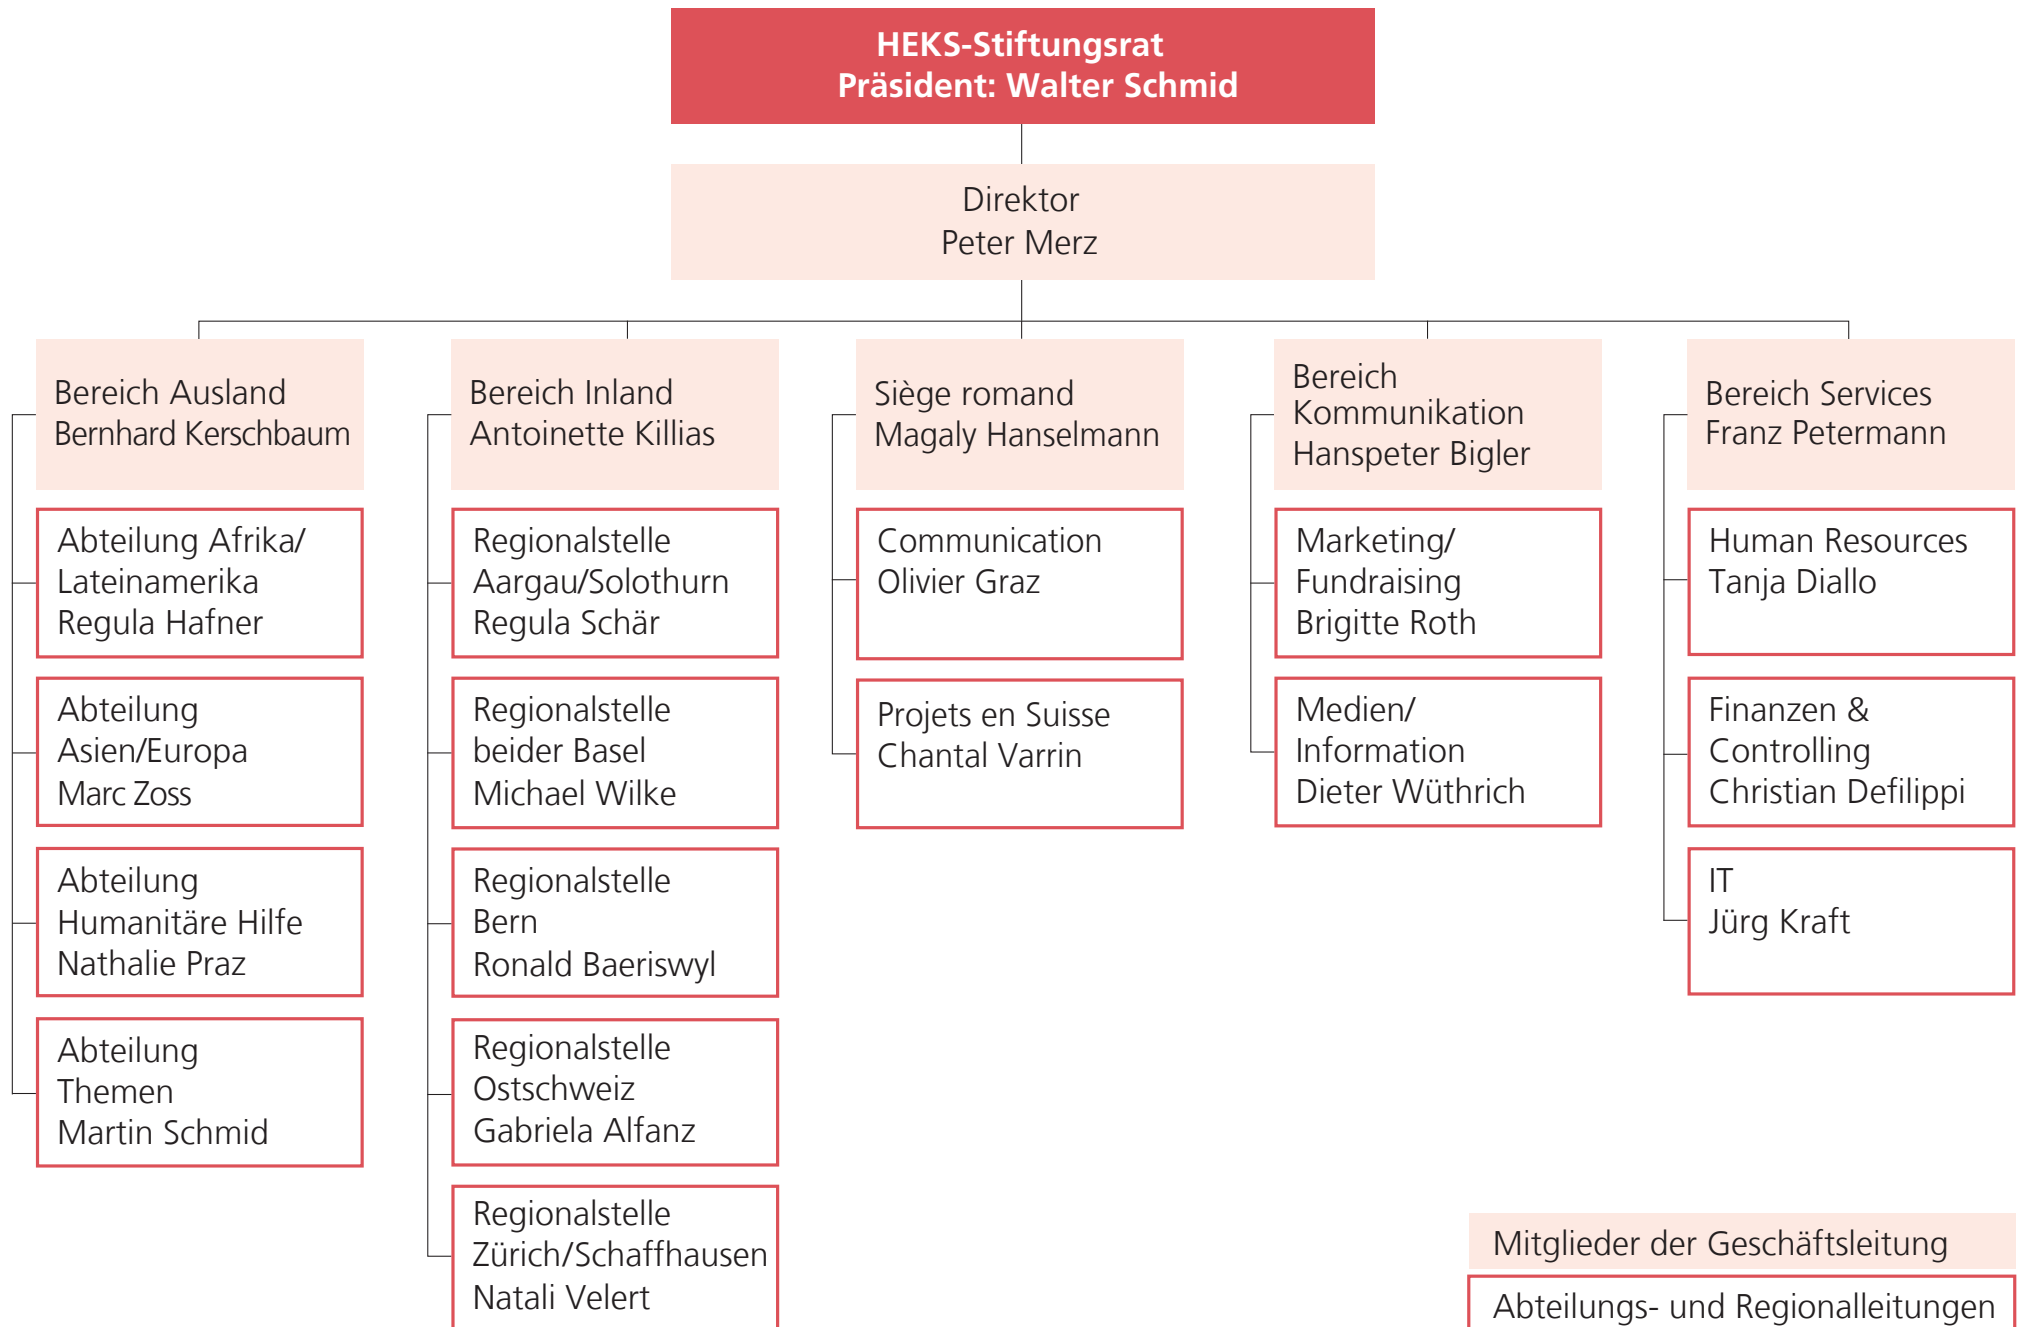 HEKS-Stiftungsrat
Präsident: Walter Schmid
Direktor
Peter Merz
Bereich Ausland
Bernhard Kerschbaum
Abteilung Afrika/
Lateinamerika
Regula Hafner
Abteilung
Asien/Europa
Marc Zoss
Abteilung
Humanitäre Hilfe
Nathalie Praz
Abteilung
Themen
Martin Schmid
Bereich Inland
Antoinette Killias
Regionalstelle
Aargau/Solothurn
Regula Schär
Regionalstelle
beider Basel
Michael Wilke
Regionalstelle
Bern
Ronald Baeriswyl
Regionalstelle
Ostschweiz
Gabriela Alfanz
Regionalstelle
Zürich/Schaffhausen
Natali Velert
Siège romand
Magaly Hanselmann
Communication
Olivier Graz
Projets en Suisse
Chantal Varrin
Bereich
Kommunikation
Hanspeter Bigler
Marketing/
Fundraising
Brigitte Roth
Medien/
Information
Dieter Wüthrich
Bereich Services
Franz Petermann
Human Resources
Tanja Diallo
Finanzen &
Controlling
Christian Defilippi
IT
Jürg Kraft
Mitglieder der Geschäftsleitung
Abteilungs- und Regionalleitungen